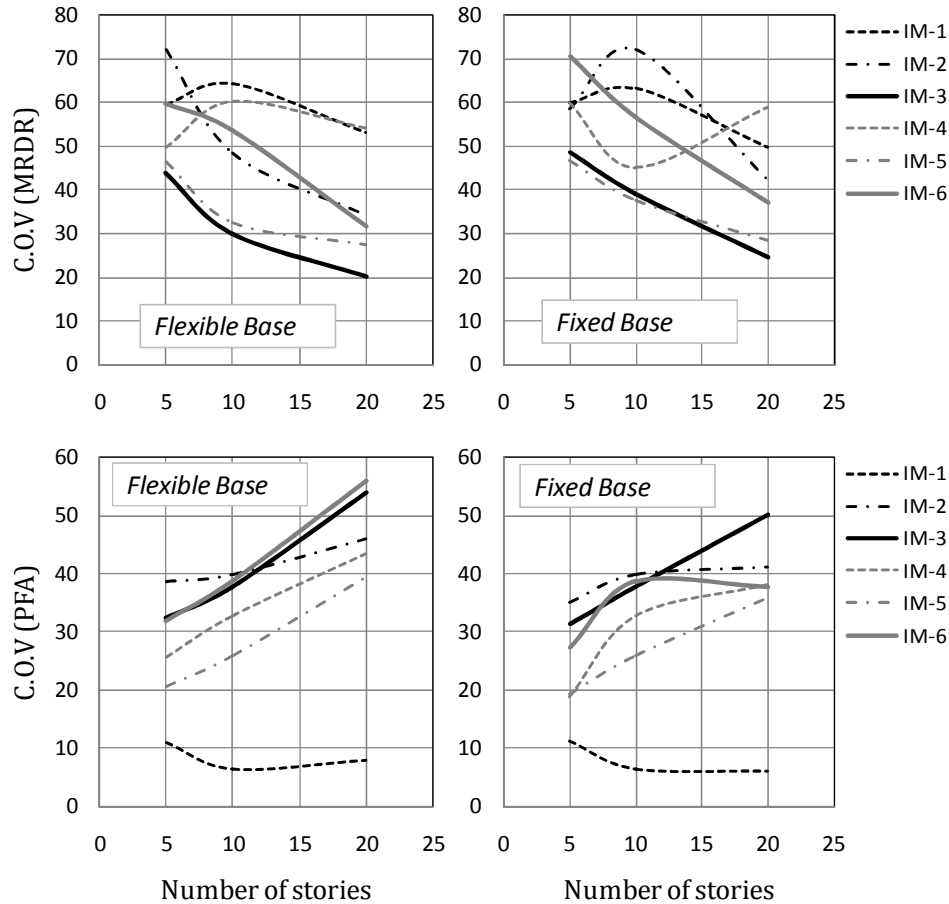 C.O.V (MRDR)
80
70
60
50
40
30
20
10
0
Flexible Base
0 5 10 15 20 25
80
70
60
50
40
30
20
10
0
Fixed Base
0 5 10 15 20 25
IM-1
IM-2
IM-3
IM-4
IM-5
IM-6
C.O.V (PFA)
60
50
40
30
20
10
0
Flexible Base
0 5 10 15 20 25
Number of stories
60
50
40
30
20
10
0
Fixed Base
0 5 10 15 20 25
Number of stories
IM-1
IM-2
IM-3
IM-4
IM-5
IM-6